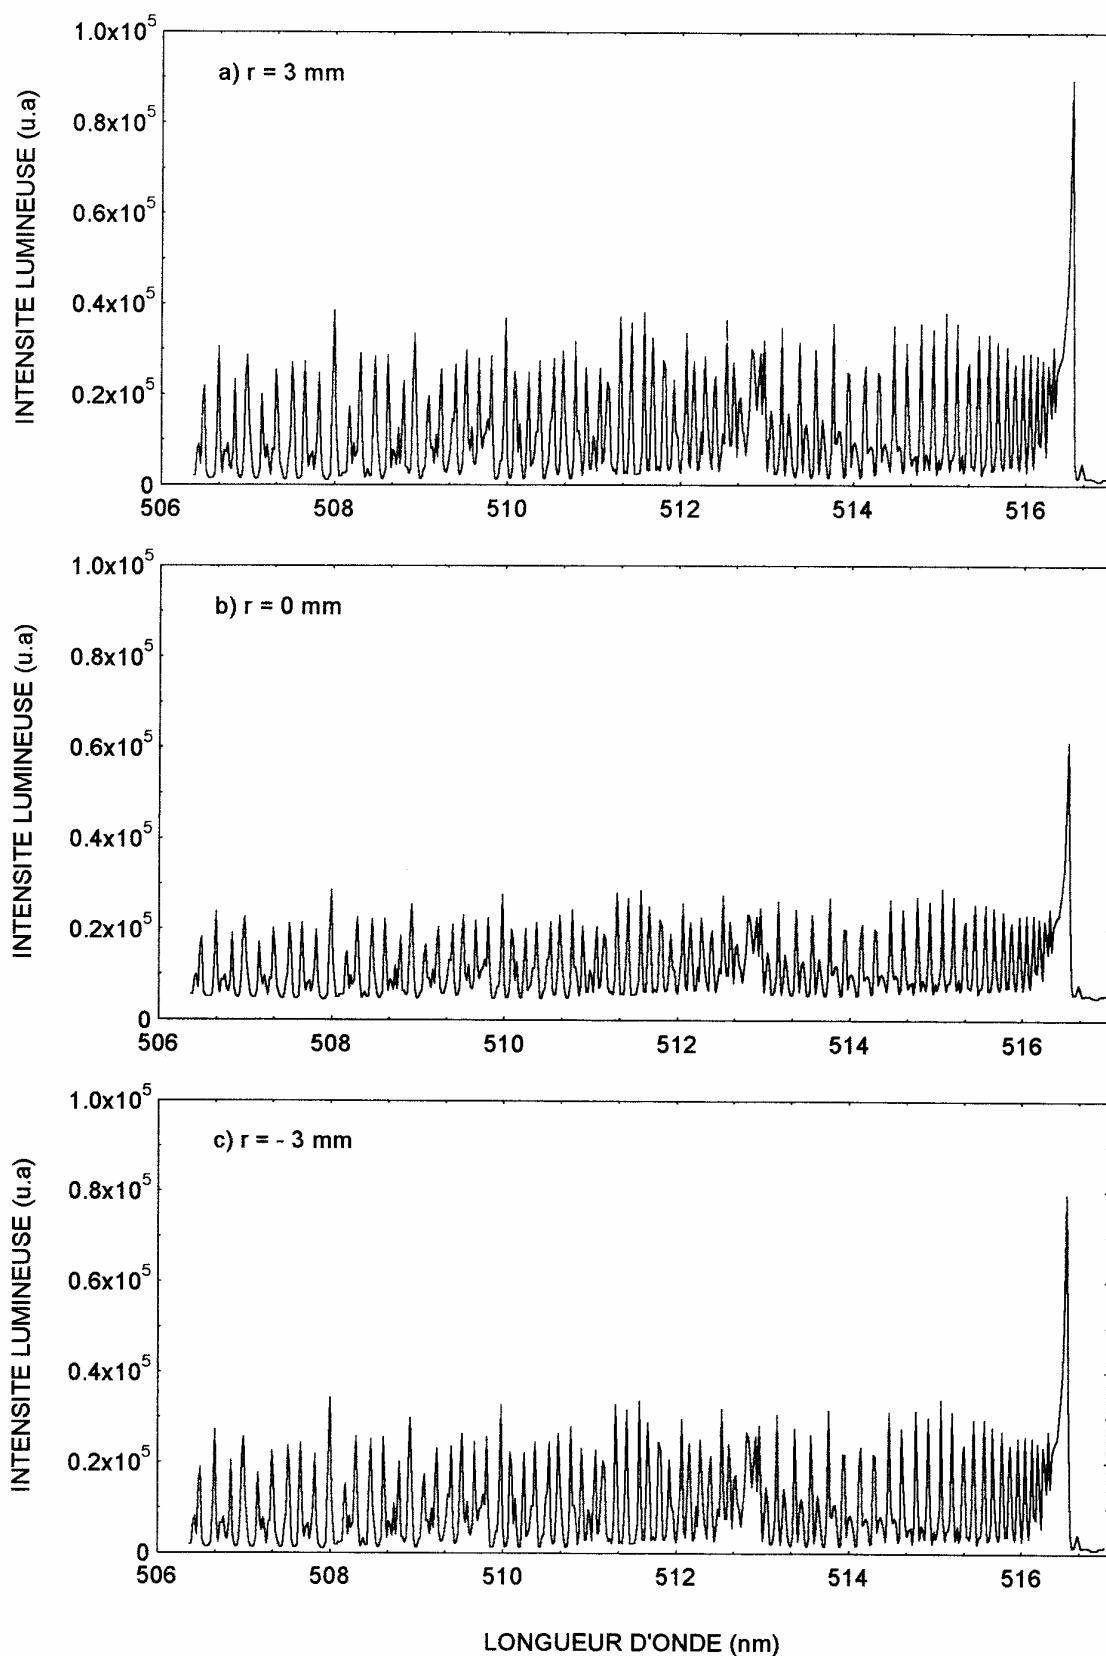 INTENSITE LUMINEUSE (u.a)
1.0x10^5
0.8x10^5
0.6x10^5
0.4x10^5
0.2x10^5
0
a) r = 3 mm
506 508 510 512 514 516
INTENSITE LUMINEUSE (u.a)
1.0x10^5
0.8x10^5
0.6x10^5
0.4x10^5
0.2x10^5
0
b) r = 0 mm
506 508 510 512 514 516
INTENSITE LUMINEUSE (u.a)
1.0x10^5
0.8x10^5
0.6x10^5
0.4x10^5
0.2x10^5
0
c) r = - 3 mm
506 508 510 512 514 516
LONGUEUR D'ONDE (nm)